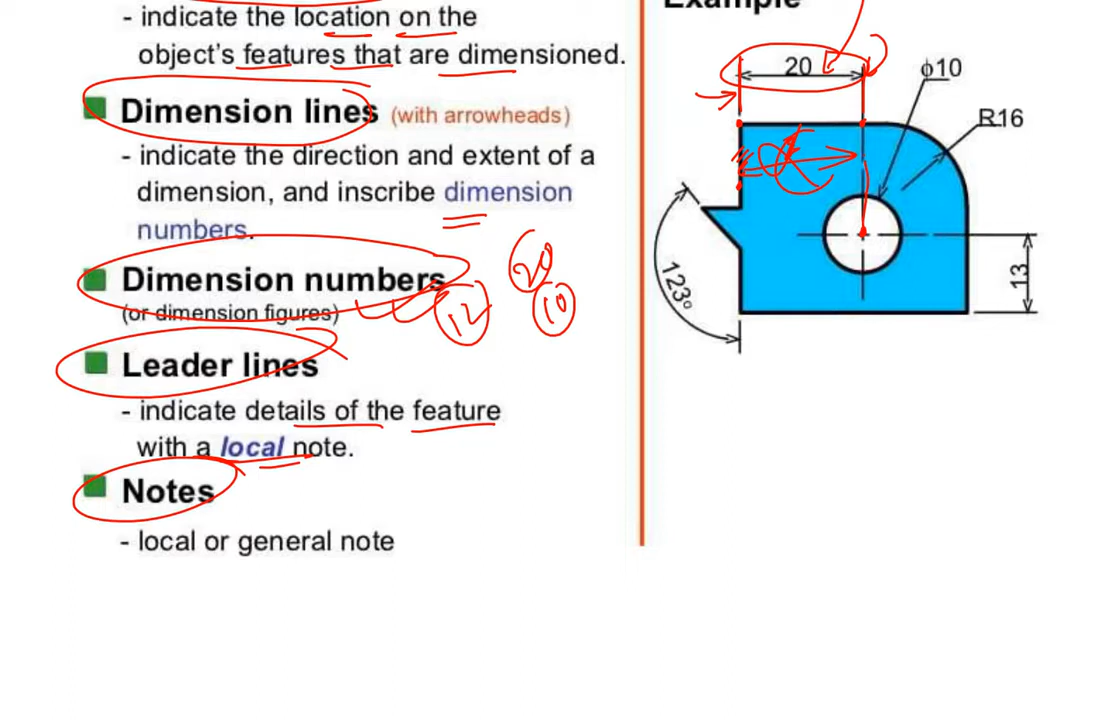 - indicate the location on the
object's features that are dimensioned.
Dimension lines (with arrowheads)
- indicate the direction and extent of a
dimension, and inscribe dimension
numbers.
Dimension numbers
(or dimension figures)
12
20
10
Leader lines
- indicate details of the feature
with a local note.
Notes
- local or general note
Example
20
ϕ10
R16
123°
13